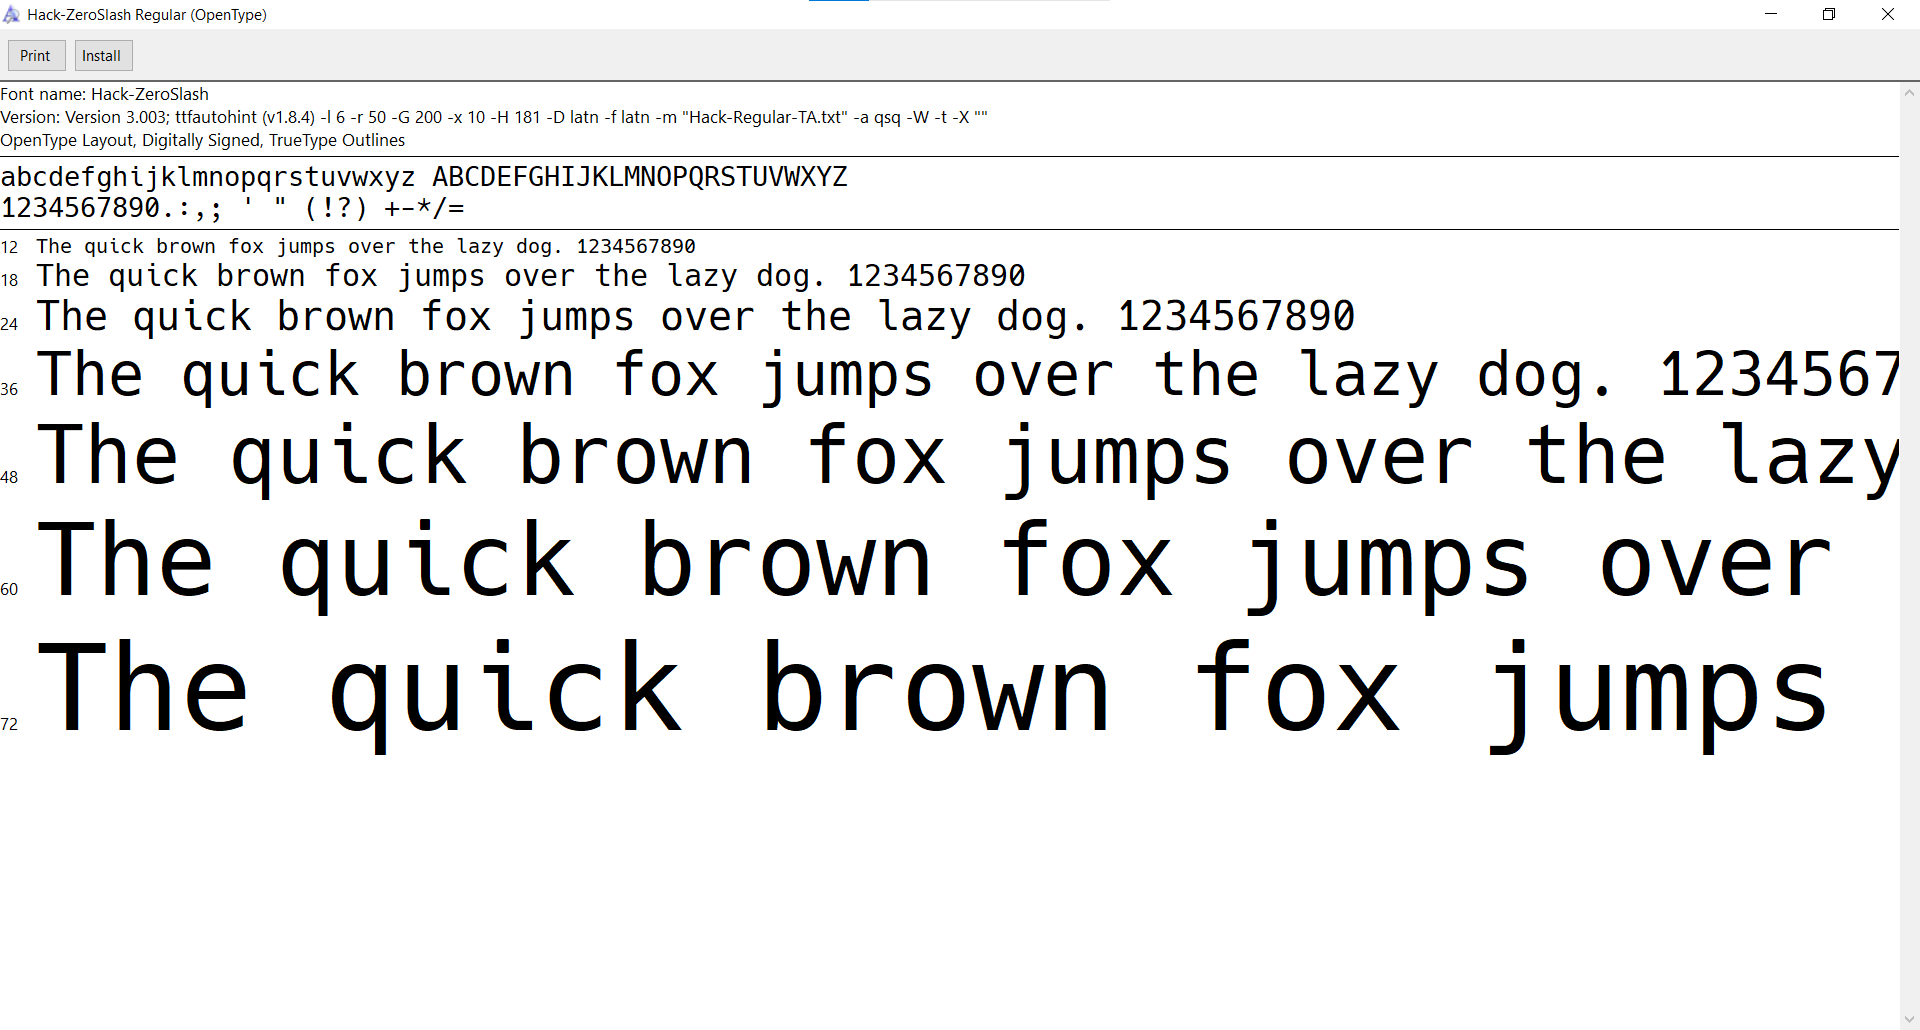 Hack-ZeroSlash Regular (OpenType)
Print Install
Font name: Hack-ZeroSlash
Version: Version 3.003; ttfautohint (v1.8.4) -l 6 -r 50 -G 200 -x 10 -H 181 -D latn -f latn -m "Hack-Regular-TA.txt" -a qsq -W -t -X ""
OpenType Layout, Digitally Signed, TrueType Outlines
abcdefghijklmnopqrstuvwxyz ABCDEFGHIJKLMNOPQRSTUVWXYZ
1234567890.:,; ' " (!?) +-*/=
12 The quick brown fox jumps over the lazy dog. 1234567890
18 The quick brown fox jumps over the lazy dog. 1234567890
24 The quick brown fox jumps over the lazy dog. 1234567890
36 The quick brown fox jumps over the lazy dog. 1234567
48 The quick brown fox jumps over the lazy
60 The quick brown fox jumps over
72 The quick brown fox jumps